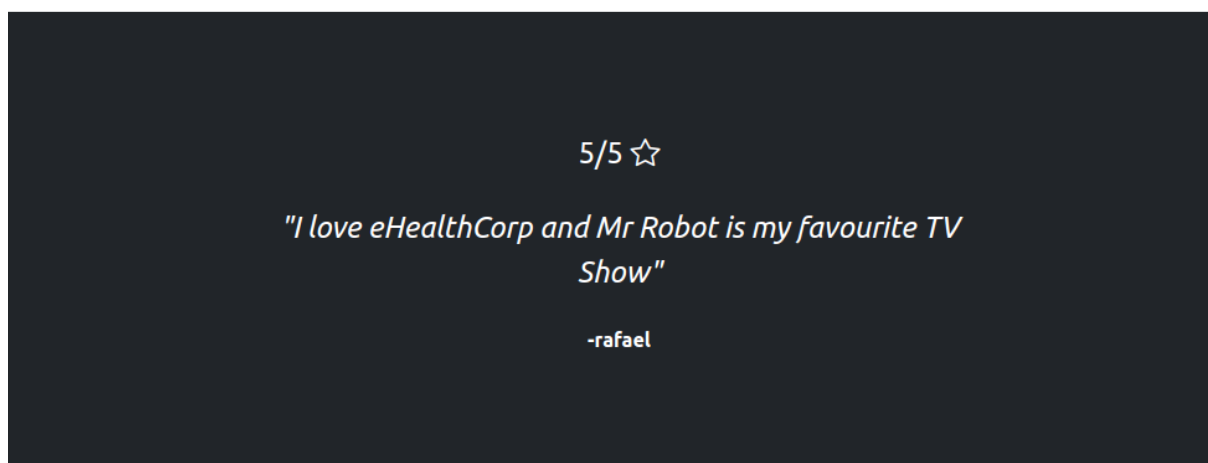 5/5 ☆
"I love eHealthCorp and Mr Robot is my favourite TV
Show"
-rafael